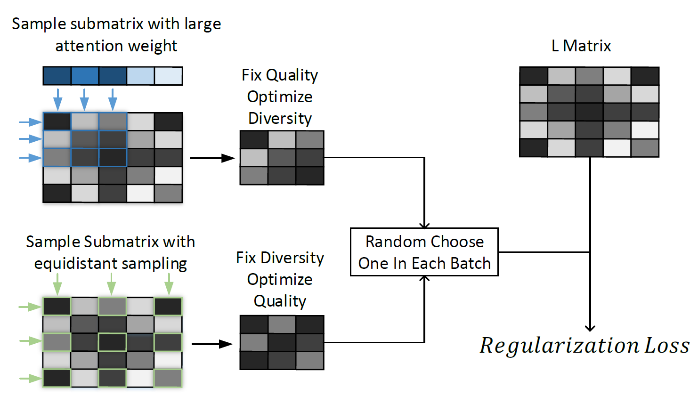 Sample submatrix with large
attention weight
L Matrix
Fix Quality
Optimize
Diversity
Random Choose
One In Each Batch
Sample Submatrix with
equidistant sampling
Fix Diversity
Optimize
Quality
Regularization Loss